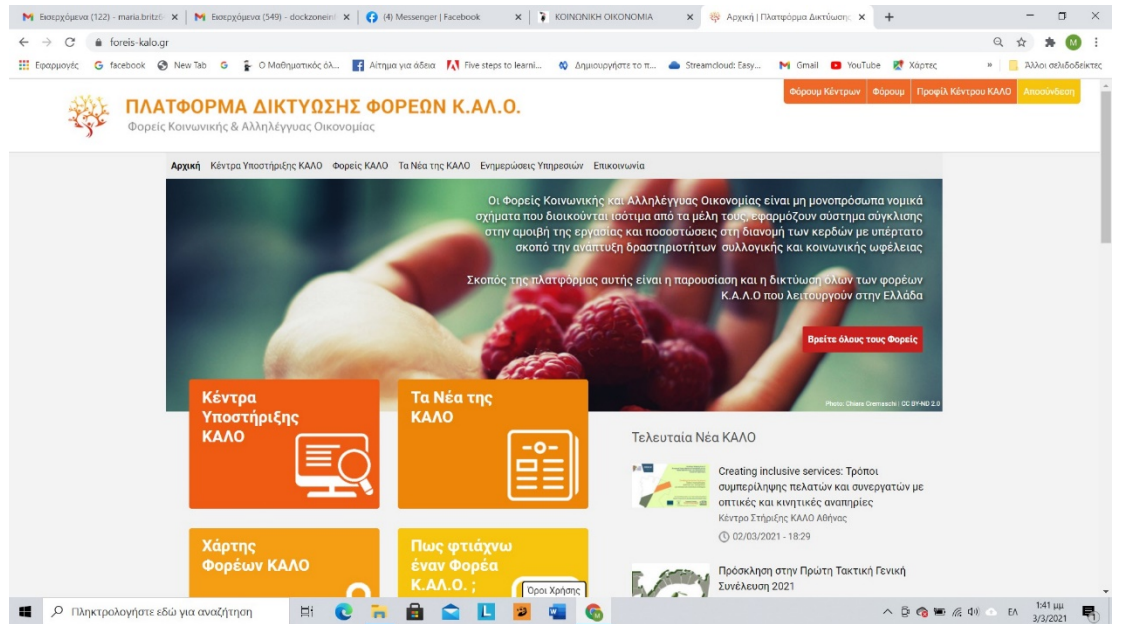 Εισερχόμενα (122) - maria.britz6
Εισερχόμενα (549) - dockzonein
(4) Messenger | Facebook
ΚΟΙΝΩΝΙΚΗ ΟΙΚΟΝΟΜΙΑ
Αρχική | Πλατφόρμα Δικτύωσης
foreis-kalo.gr
M
Εφαρμογές
facebook
New Tab
Ο Μαθηματικός όλ...
Αίτημα για άδεια
Five steps to learni...
Δημιουργήστε το π...
Streamcloud: Easy...
Gmail
YouTube
Χάρτες
»
Άλλοι σελιδοδείκτες
Φόρουμ Κέντρων
Φόρουμ
Προφίλ Κέντρου ΚΑΛΟ
Αποσύνδεση
ΠΛΑΤΦΟΡΜΑ ΔΙΚΤΥΩΣΗΣ ΦΟΡΕΩΝ Κ.ΑΛ.Ο.
Φορείς Κοινωνικής & Αλληλέγγυας Οικονομίας
Αρχική Κέντρα Υποστήριξης ΚΑΛΟ Φορείς ΚΑΛΟ Τα Νέα της ΚΑΛΟ Ενημερώσεις Υπηρεσιών Επικοινωνία
Οι Φορείς Κοινωνικής και Αλληλέγγυας Οικονομίας είναι μη μονοπρόσωπα νομικά
σχήματα που διοικούνται ισότιμα από τα μέλη τους, εφαρμόζουν σύστημα σύγκλισης
στην αμοιβή της εργασίας και ποσοστώσεις στη διανομή των κερδών με υπέρτατο
σκοπό την ανάπτυξη δραστηριοτήτων συλλογικής και κοινωνικής ωφέλειας
Σκοπός της πλατφόρμας αυτής είναι η παρουσίαση και η δικτύωση όλων των φορέων
Κ.Α.Λ.Ο που λειτουργούν στην Ελλάδα
Βρείτε όλους τους Φορείς
Photo: Chiara Cremaschi | CC BY-ND 2.0
Κέντρα
Υποστήριξης
ΚΑΛΟ
Τα Νέα της
ΚΑΛΟ
Χάρτης
Φορέων ΚΑΛΟ
Πως φτιάχνω
έναν Φορέα
Κ.ΑΛ.Ο. ;
Όροι Χρήσης
Τελευταία Νέα ΚΑΛΟ
Creating inclusive services: Τρόποι
συμπερίληψης πελατών και συνεργατών με
οπτικές και κινητικές αναπηρίες
Κέντρο Στήριξης ΚΑΛΟ Αθήνας
02/03/2021 - 18:29
Πρόσκληση στην Πρώτη Τακτική Γενική
Συνέλευση 2021
Πληκτρολογήστε εδώ για αναζήτηση
ΕΛ
1:41 μμ
3/3/2021